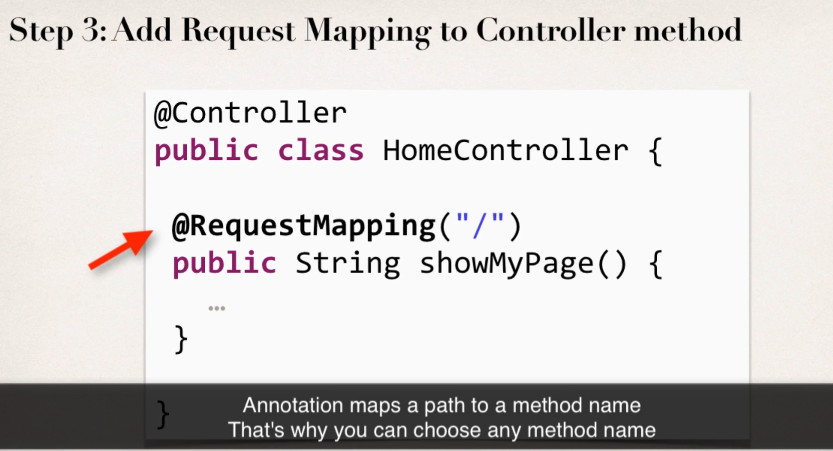 Step 3: Add Request Mapping to Controller method
@Controller
public class HomeController {
@RequestMapping("/")
public String showMyPage() {
…
}
}
Annotation maps a path to a method name
That's why you can choose any method name